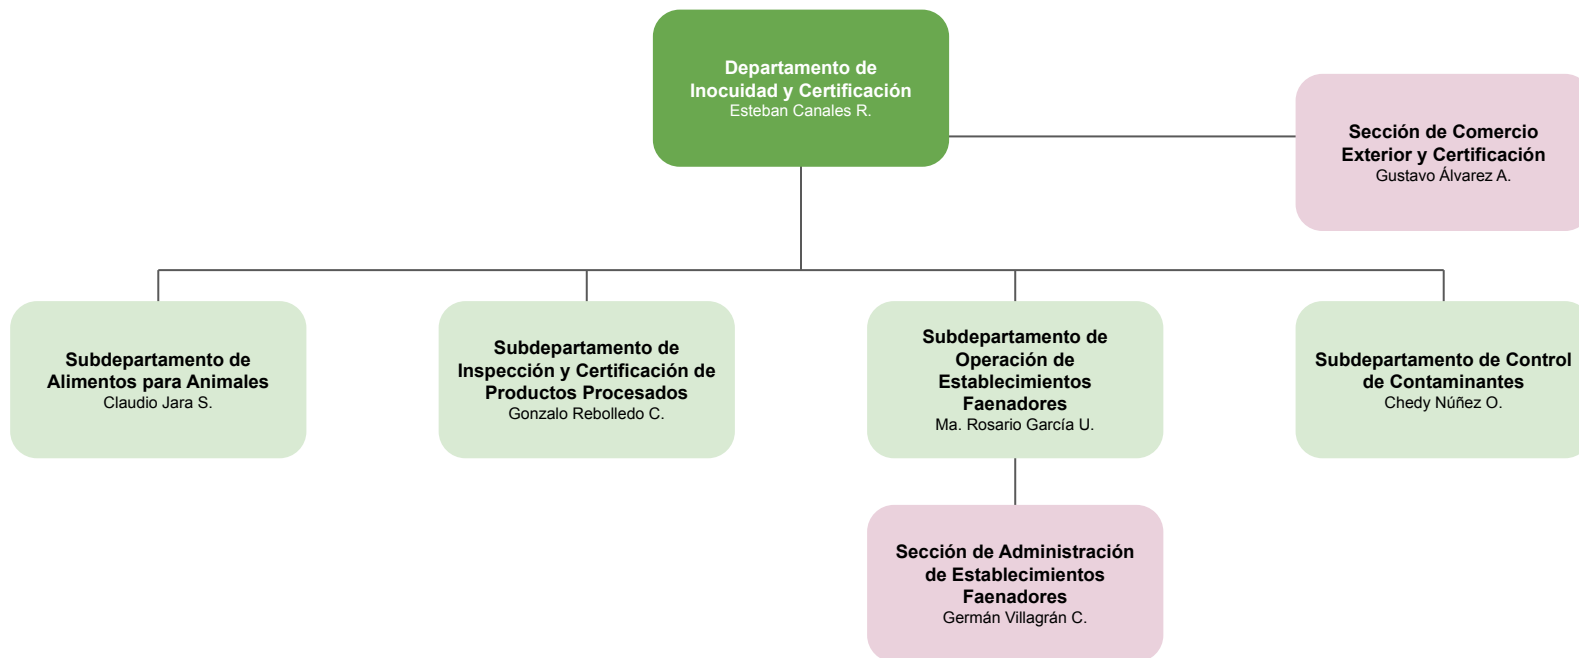 Departamento de
Inocuidad y Certificación
Esteban Canales R.
Sección de Comercio
Exterior y Certificación
Gustavo Álvarez A.
Subdepartamento de
Alimentos para Animales
Claudio Jara S.
Subdepartamento de
Inspección y Certificación de
Productos Procesados
Gonzalo Rebolledo C.
Subdepartamento de
Operación de
Establecimientos
Faenadores
Ma. Rosario García U.
Subdepartamento de Control
de Contaminantes
Chedy Núñez O.
Sección de Administración
de Establecimientos
Faenadores
Germán Villagrán C.